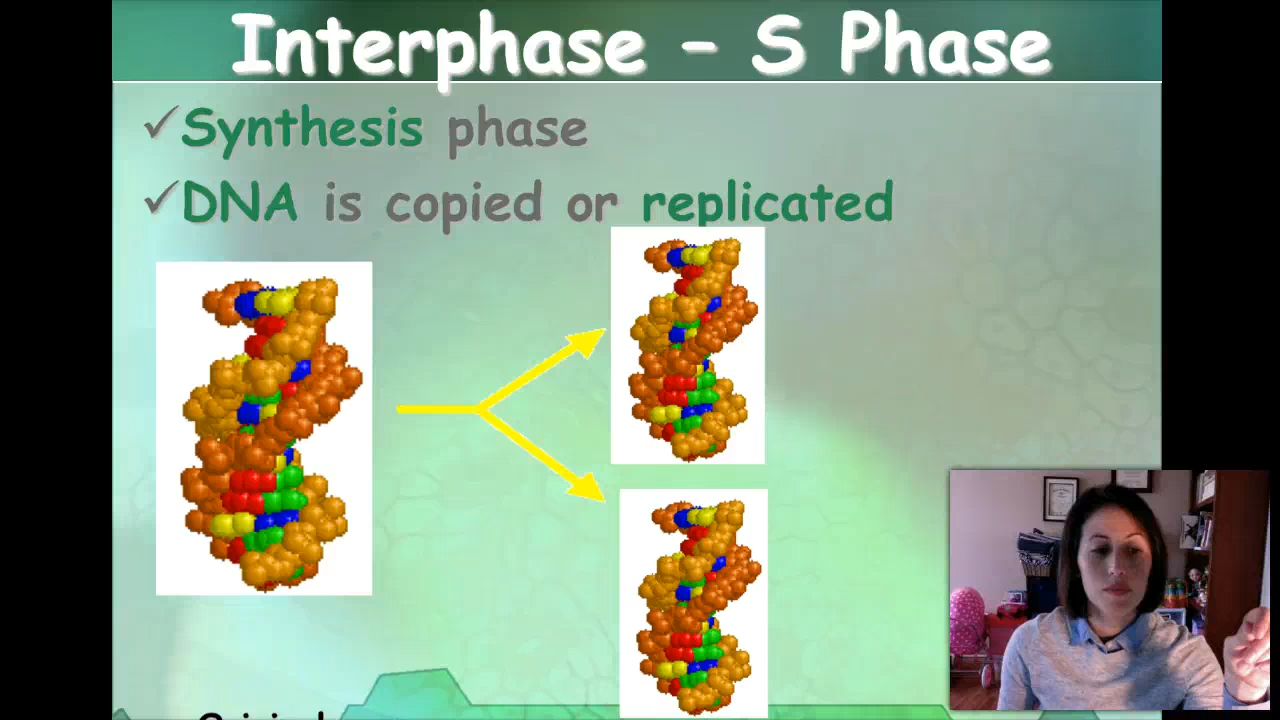 Interphase – S Phase
✓Synthesis phase
✓DNA is copied or replicated